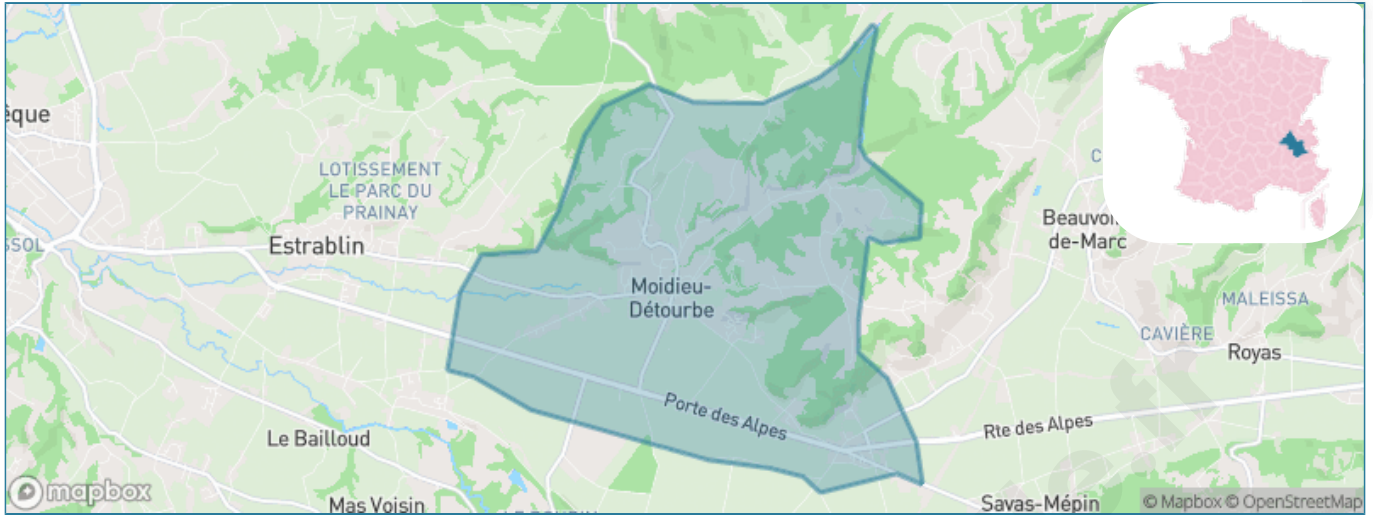 êque
LOTISSEMENT
LE PARC DU
PRAINAY
SSOL
Estrablin
Moidieu-
Détourbe
Beauvoi
de-Marc
MALEISSA
CAVIÈRE
Royas
Porte des Alpes
Rte des Alpes
Le Bailloud
Mas Voisin
Savas-Mépin
mapbox
© Mapbox © OpenStreetMap